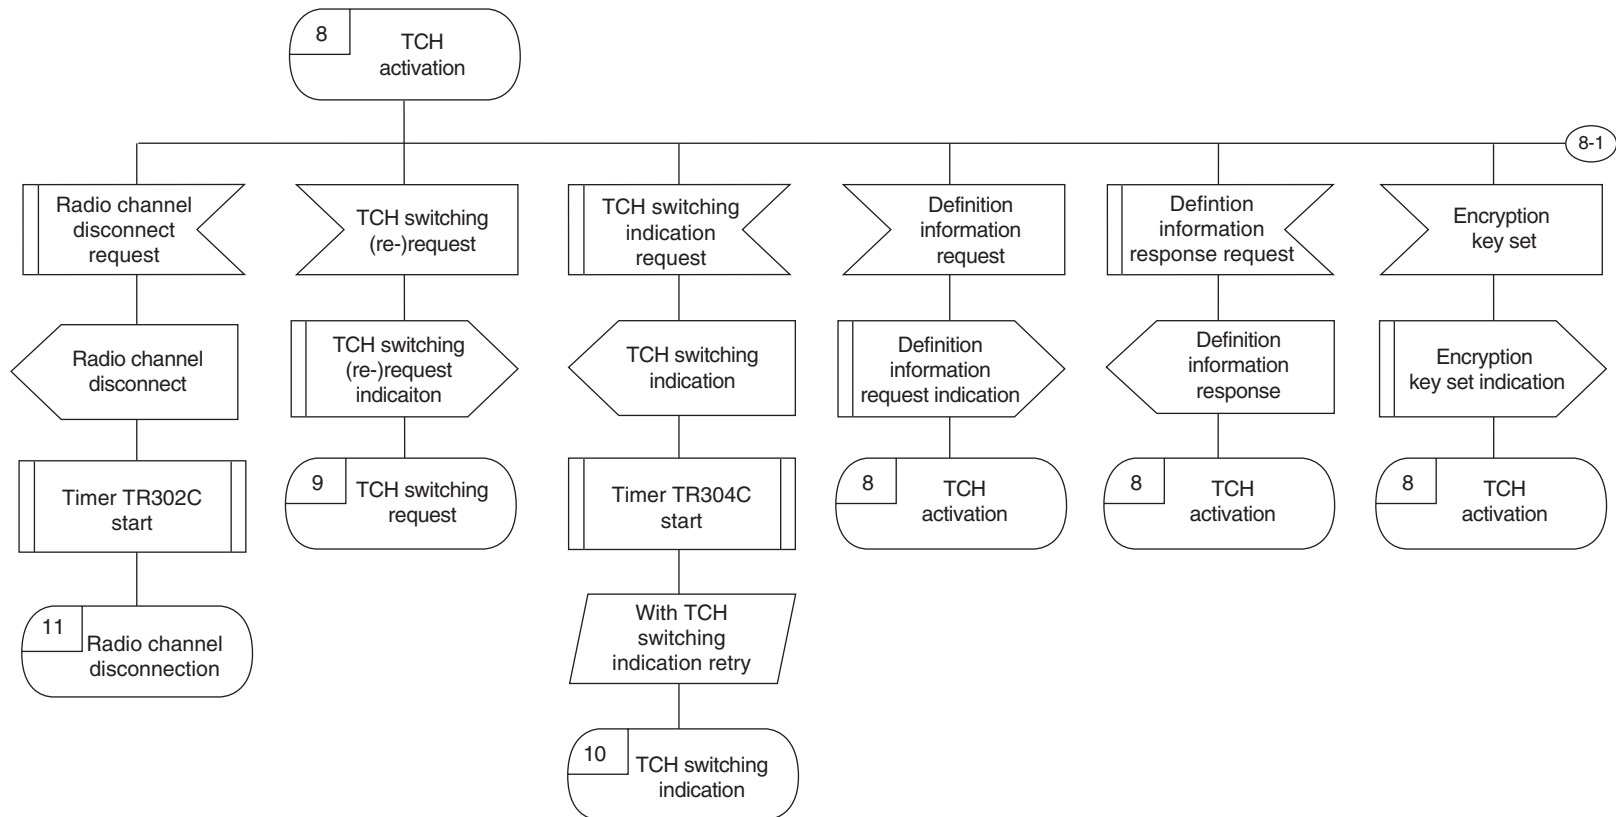 8
TCH
activation
8-1
Radio channel
disconnect
request
TCH switching
(re-)request
TCH switching
indication
request
Definition
information
request
Defintion
information
response request
Encryption
key set
Radio channel
disconnect
TCH switching
(re-)request
indicaiton
TCH switching
indication
Definition
information
request indication
Definition
information
response
Encryption
key set indication
Timer TR302C
start
9
TCH switching
request
Timer TR304C
start
8
TCH
activation
8
TCH
activation
8
TCH
activation
11
Radio channel
disconnection
With TCH
switching
indication retry
10
TCH switching
indication